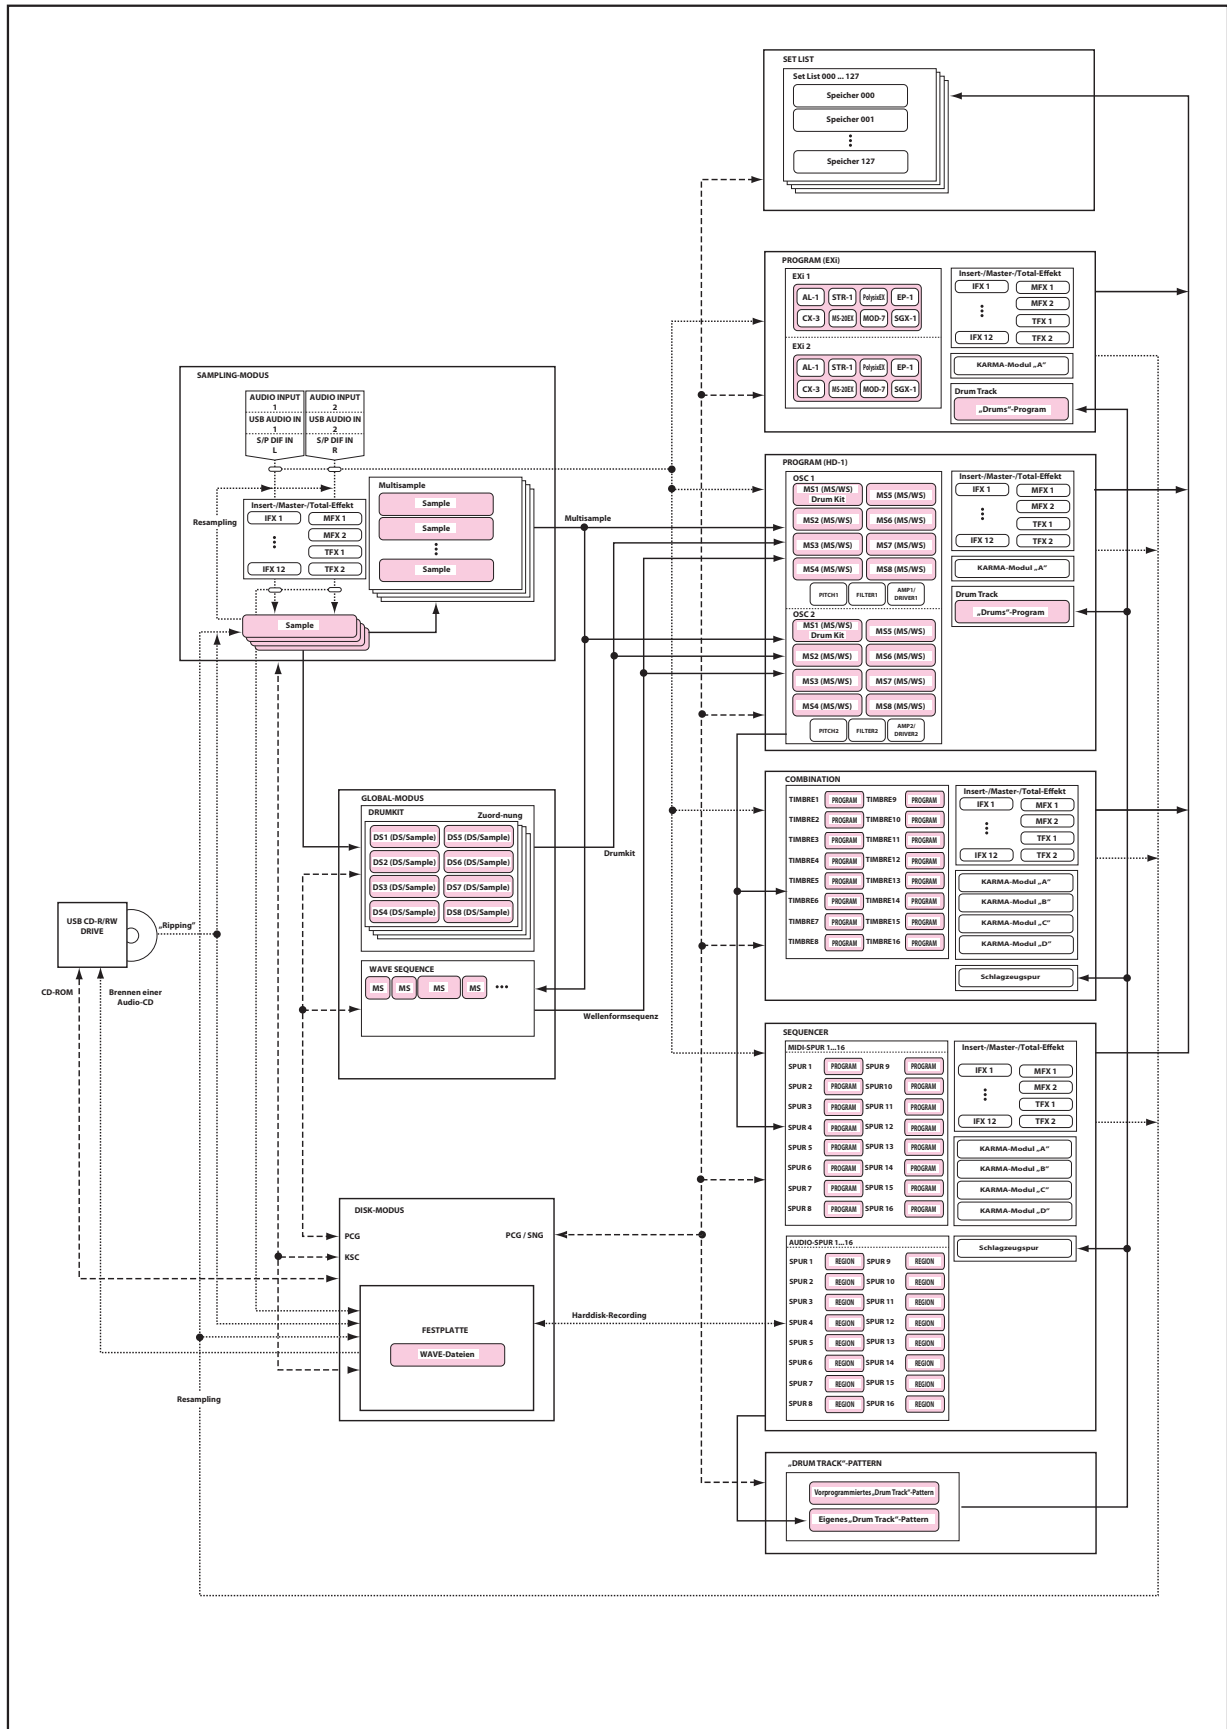 SET LIST
Set List 000 ... 127
Speicher 000
Speicher 001
Speicher 127
PROGRAM (EXi)
EXi 1
AL-1 STR-1 PolysixEX EP-1
CX-3 MS-20EX MOD-7 SGX-1
EXi 2
AL-1 STR-1 PolysixEX EP-1
CX-3 MS-20EX MOD-7 SGX-1
Insert-/Master-/Total-Effekt
IFX 1 MFX 1
MFX 2
TFX 1
IFX 12 TFX 2
KARMA-Modul „A“
Drum Track
„Drums“-Program
SAMPLING-MODUS
AUDIO INPUT 1
AUDIO INPUT 2
USB AUDIO IN 1
USB AUDIO IN 2
S/P DIF IN L
S/P DIF IN R
Resampling
Insert-/Master-/Total-Effekt
IFX 1 MFX 1
MFX 2
TFX 1
IFX 12 TFX 2
Multisample
Sample
Sample
Sample
Sample
Multisample
PROGRAM (HD-1)
OSC 1
MS1 (MS/WS)
Drum Kit
MS5 (MS/WS)
MS2 (MS/WS) MS6 (MS/WS)
MS3 (MS/WS) MS7 (MS/WS)
MS4 (MS/WS) MS8 (MS/WS)
PITCH1 FILTER1 AMP1/
DRIVER1
OSC 2
MS1 (MS/WS)
Drum Kit
MS5 (MS/WS)
MS2 (MS/WS) MS6 (MS/WS)
MS3 (MS/WS) MS7 (MS/WS)
MS4 (MS/WS) MS8 (MS/WS)
PITCH2 FILTER2 AMP2/
DRIVER2
Insert-/Master-/Total-Effekt
IFX 1 MFX 1
MFX 2
TFX 1
IFX 12 TFX 2
KARMA-Modul „A“
Drum Track
„Drums“-Program
GLOBAL-MODUS
DRUMKIT Zuord-nung
DS1 (DS/Sample) DS5 (DS/Sample)
DS2 (DS/Sample) DS6 (DS/Sample)
DS3 (DS/Sample) DS7 (DS/Sample)
DS4 (DS/Sample) DS8 (DS/Sample)
Drumkit
WAVE SEQUENCE
MS MS MS MS
Wellenformsequenz
COMBINATION
TIMBRE1 PROGRAM TIMBRE9 PROGRAM
TIMBRE2 PROGRAM TIMBRE10 PROGRAM
TIMBRE3 PROGRAM TIMBRE11 PROGRAM
TIMBRE4 PROGRAM TIMBRE12 PROGRAM
TIMBRE5 PROGRAM TIMBRE13 PROGRAM
TIMBRE6 PROGRAM TIMBRE14 PROGRAM
TIMBRE7 PROGRAM TIMBRE15 PROGRAM
TIMBRE8 PROGRAM TIMBRE16 PROGRAM
Insert-/Master-/Total-Effekt
IFX 1 MFX 1
MFX 2
TFX 1
IFX 12 TFX 2
KARMA-Modul „A“
KARMA-Modul „B“
KARMA-Modul „C“
KARMA-Modul „D“
Schlagzeugspur
USB CD-R/RW
DRIVE
„Ripping“
CD-ROM
Brennen einer
Audio-CD
SEQUENCER
MIDI-SPUR 1...16
SPUR 1 PROGRAM SPUR 9 PROGRAM
SPUR 2 PROGRAM SPUR10 PROGRAM
SPUR 3 PROGRAM SPUR 11 PROGRAM
SPUR 4 PROGRAM SPUR 12 PROGRAM
SPUR 5 PROGRAM SPUR 13 PROGRAM
SPUR 6 PROGRAM SPUR 14 PROGRAM
SPUR 7 PROGRAM SPUR 15 PROGRAM
SPUR 8 PROGRAM SPUR 16 PROGRAM
Insert-/Master-/Total-Effekt
IFX 1 MFX 1
MFX 2
TFX 1
IFX 12 TFX 2
KARMA-Modul „A“
KARMA-Modul „B“
KARMA-Modul „C“
KARMA-Modul „D“
Schlagzeugspur
AUDIO-SPUR 1...16
SPUR 1 REGION SPUR 9 REGION
SPUR 2 REGION SPUR 10 REGION
SPUR 3 REGION SPUR 11 REGION
SPUR 4 REGION SPUR 12 REGION
SPUR 5 REGION SPUR 13 REGION
SPUR 6 REGION SPUR 14 REGION
SPUR 7 REGION SPUR 15 REGION
SPUR 8 REGION SPUR 16 REGION
DISK-MODUS
PCG PCG / SNG
KSC
FESTPLATTE
WAVE-Dateien
Harddisk-Recording
Resampling
„DRUM TRACK“-PATTERN
Vorprogrammiertes „Drum Track“-Pattern
Eigenes „Drum Track“-Pattern